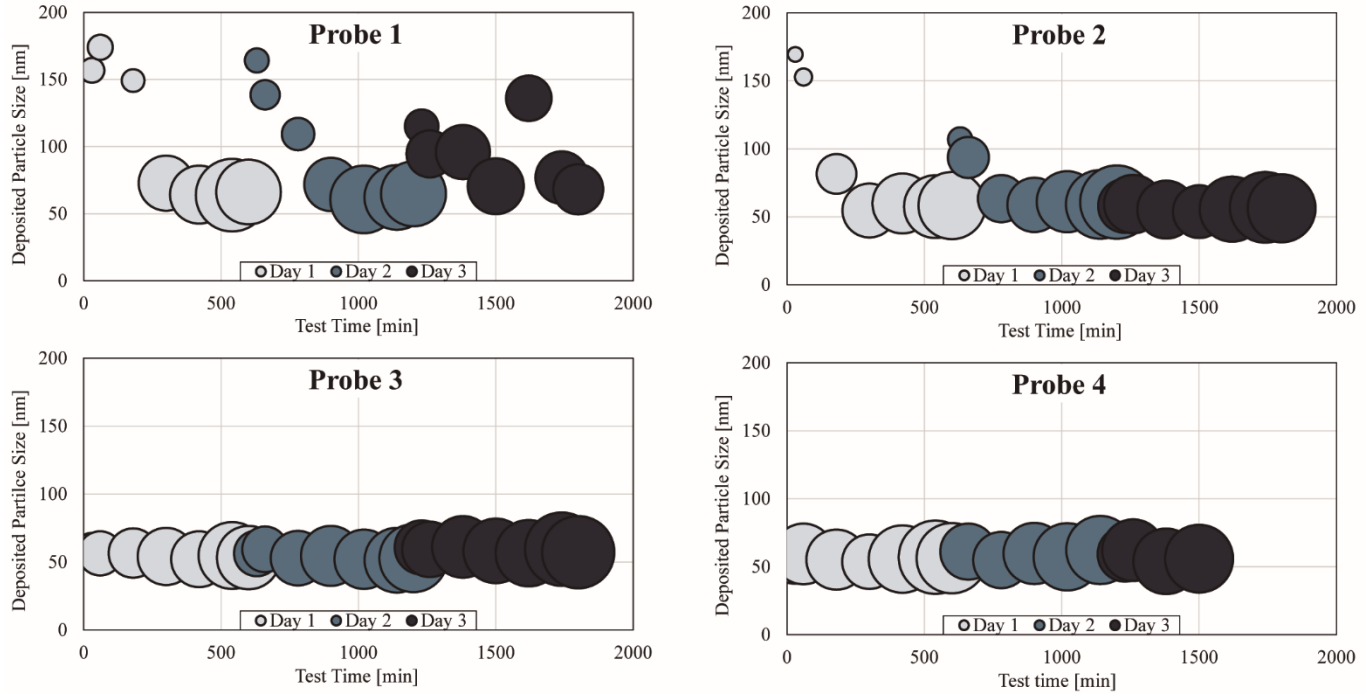 Probe 1
Deposited Particle Size [nm]
200
150
100
50
0
Day 1 Day 2 Day 3
0 500 1000 1500 2000
Test Time [min]
Probe 2
Deposited Particle Size [nm]
200
150
100
50
0
Day 1 Day 2 Day 3
0 500 1000 1500 2000
Test Time [min]
Probe 3
Deposited Partilce Size [nm]
200
150
100
50
0
Day 1 Day 2 Day 3
0 500 1000 1500 2000
Test Time [min]
Probe 4
Deposited Particle Size [nm]
200
150
100
50
0
Day 1 Day 2 Day 3
0 500 1000 1500 2000
Test time [min]